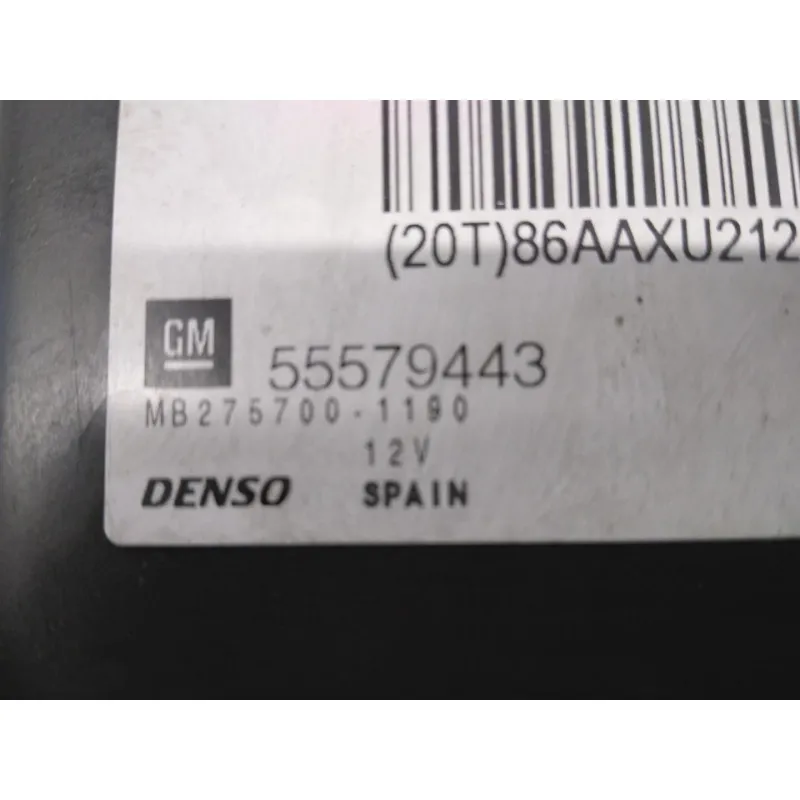 (20T)86AAXU212
GM 55579443
MB275700-1190
12V
DENSO SPAIN